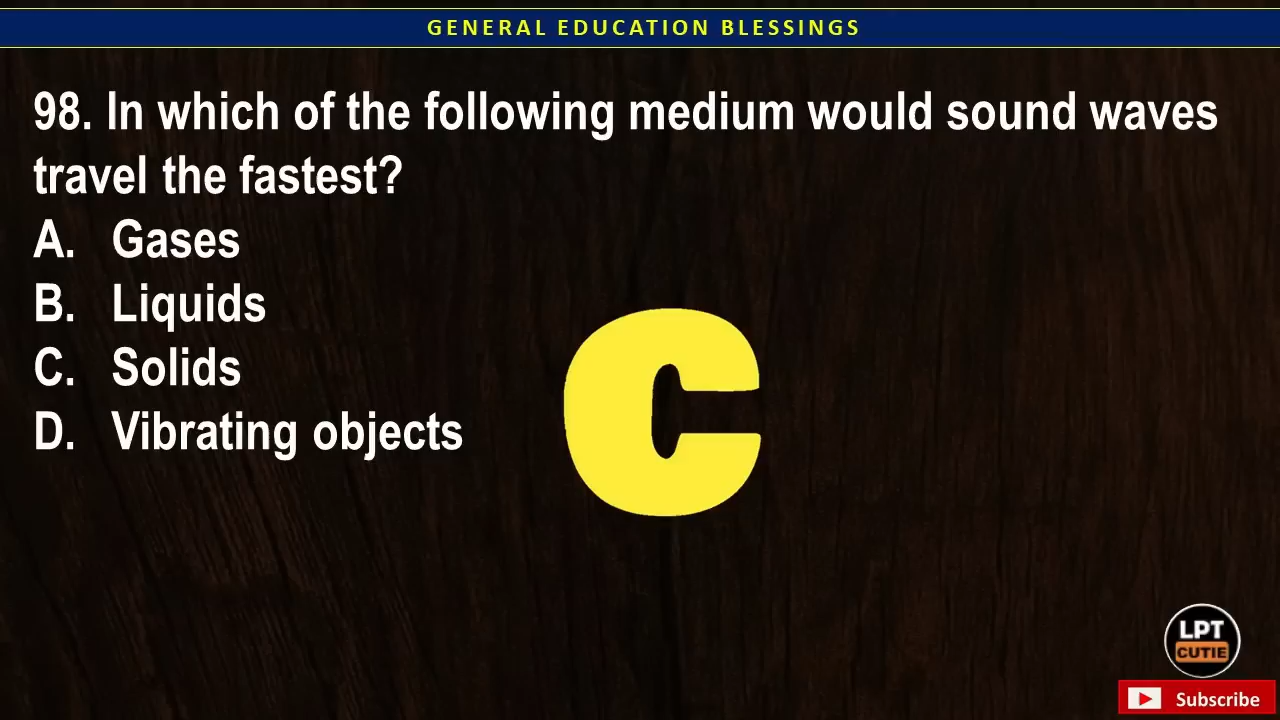 GENERAL EDUCATION BLESSINGS
98. In which of the following medium would sound waves
travel the fastest?
A. Gases
B. Liquids
C. Solids
D. Vibrating objects
C
LPT
CUTIE
Subscribe